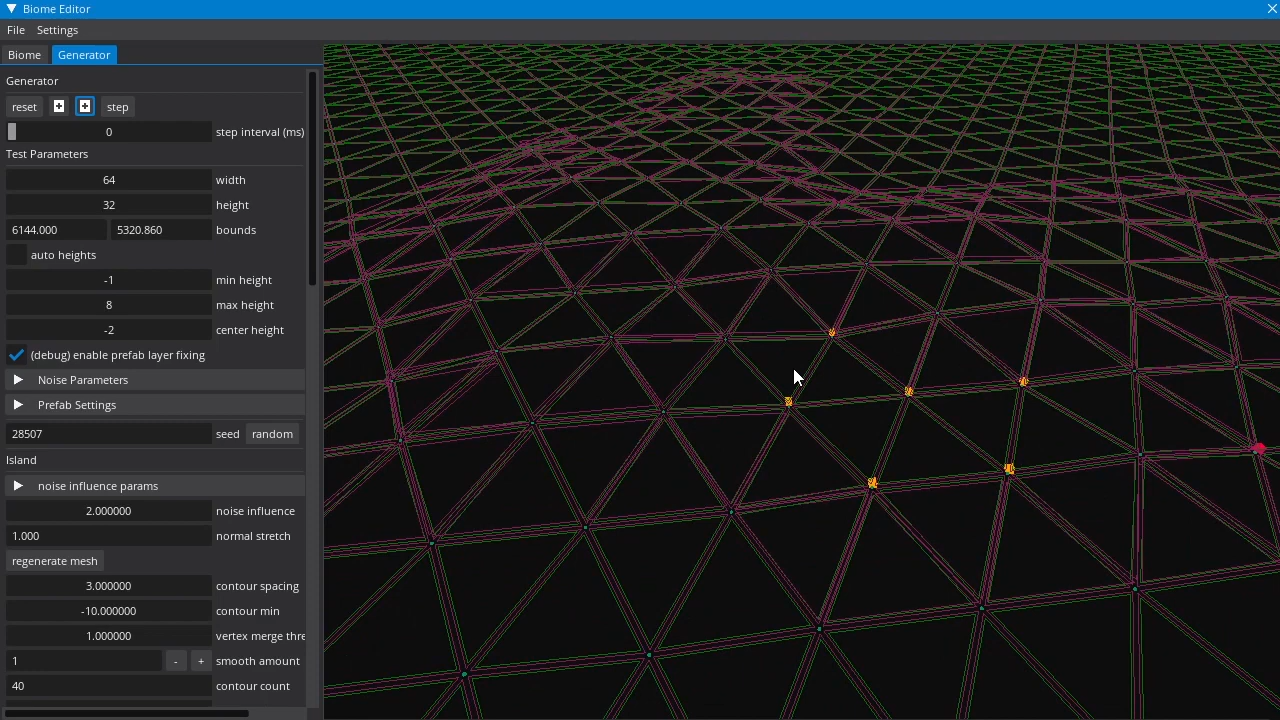 Biome Editor
File Settings
Biome Generator
Generator
reset step
0 step interval (ms)
Test Parameters
64 width
32 height
6144.000 5320.860 bounds
auto heights
-1 min height
8 max height
-2 center height
(debug) enable prefab layer fixing
Noise Parameters
Prefab Settings
28507 seed random
Island
noise influence params
2.000000 noise influence
1.000 normal stretch
regenerate mesh
3.000000 contour spacing
-10.000000 contour min
1.000000 vertex merge thre
1 - + smooth amount
40 contour count